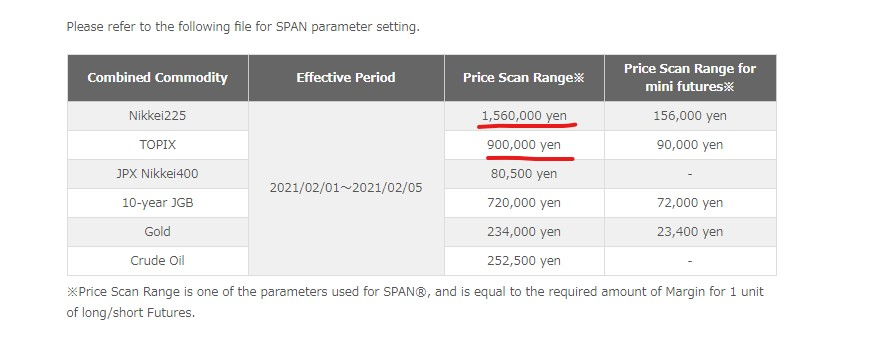 Please refer to the following file for SPAN parameter setting.
Combined Commodity Effective Period Price Scan Range※ Price Scan Range for mini futures※
Nikkei225 1,560,000 yen 156,000 yen
TOPIX 900,000 yen 90,000 yen
JPX Nikkei400 80,500 yen -
2021/02/01～2021/02/05
10-year JGB 720,000 yen 72,000 yen
Gold 234,000 yen 23,400 yen
Crude Oil 252,500 yen -
※Price Scan Range is one of the parameters used for SPAN®, and is equal to the required amount of Margin for 1 unit
of long/short Futures.